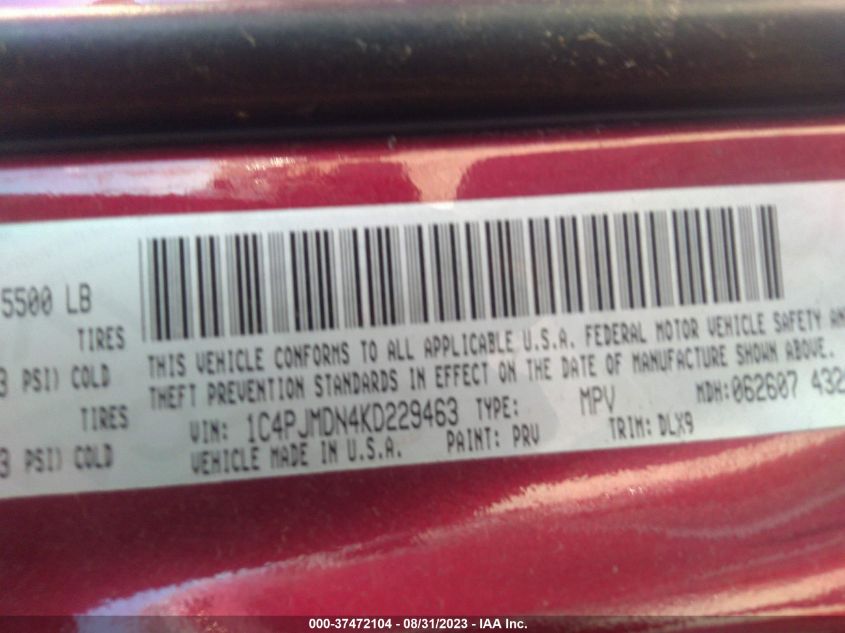 5500 LB
TIRES
3 PSI) COLD
TIRES
3 PSI) COLD
THIS VEHICLE CONFORMS TO ALL APPLICABLE U.S.A. FEDERAL MOTOR VEHICLE SAFETY AN
THEFT PREVENTION STANDARDS IN EFFECT ON THE DATE OF MANUFACTURE SHOWN ABOVE.
VIN: 1C4PJMDN4KD229463 TYPE: MPV MDH:062607 432
VEHICLE MADE IN U.S.A. PAINT: PRV TRIM: DLX9
000-37472104 - 08/31/2023 - IAA Inc.